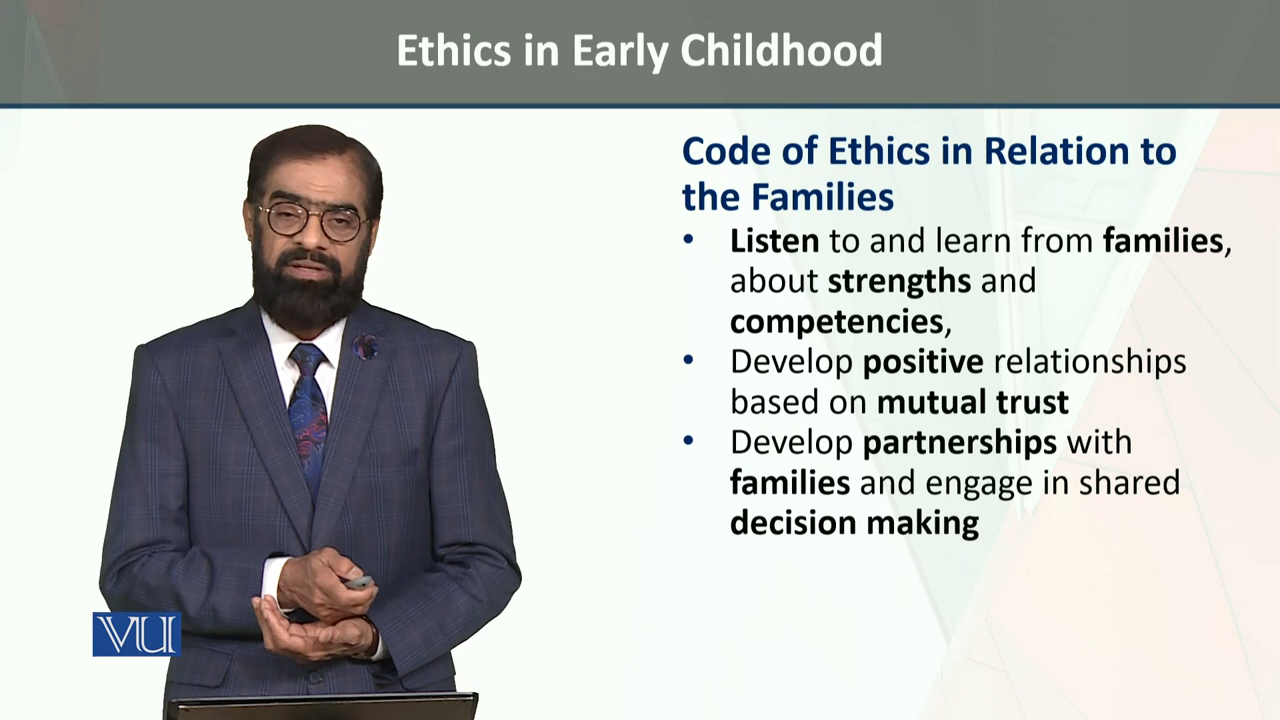 Ethics in Early Childhood
Code of Ethics in Relation to
the Families
• Listen to and learn from families,
about strengths and
competencies,
• Develop positive relationships
based on mutual trust
• Develop partnerships with
families and engage in shared
decision making
VU